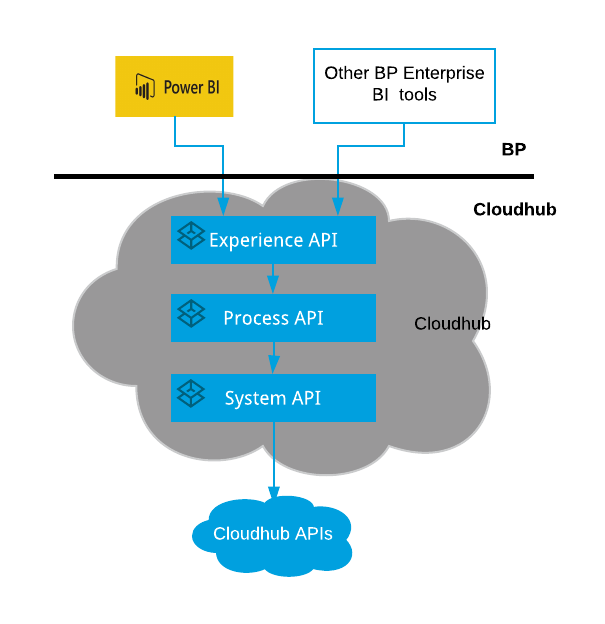 Power BI
Other BP Enterprise
BI tools
BP
Cloudhub
Experience API
Process API
Cloudhub
System API
Cloudhub APIs